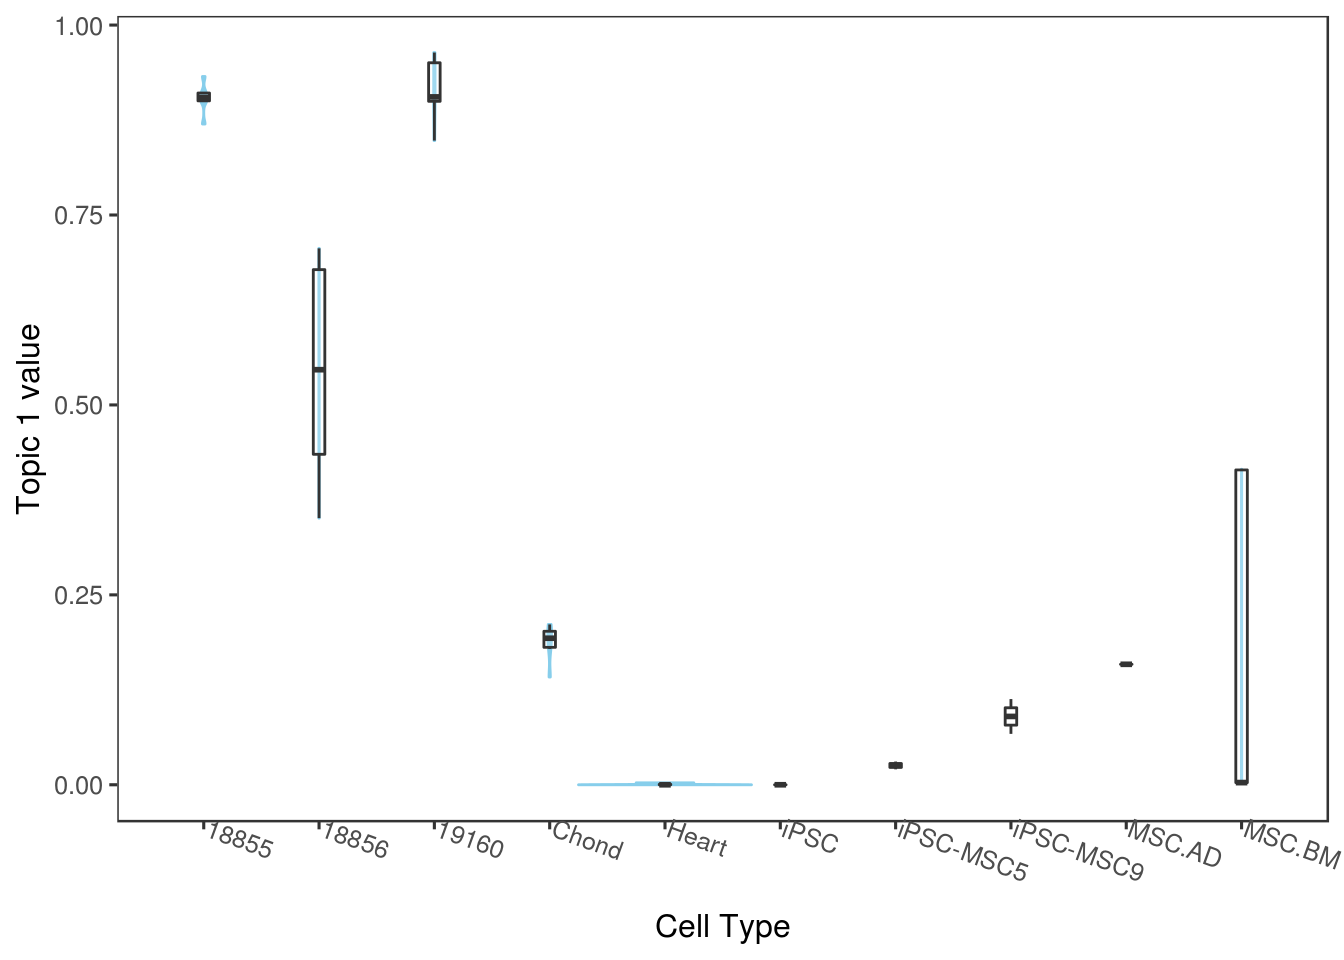 1.00
0.75
0.50
0.25
0.00
Topic 1 value
18855
18856
19160
Chond
Heart
iPSC
iPSC-MSC5
iPSC-MSC9
MSC.AD
MSC.BM
Cell Type